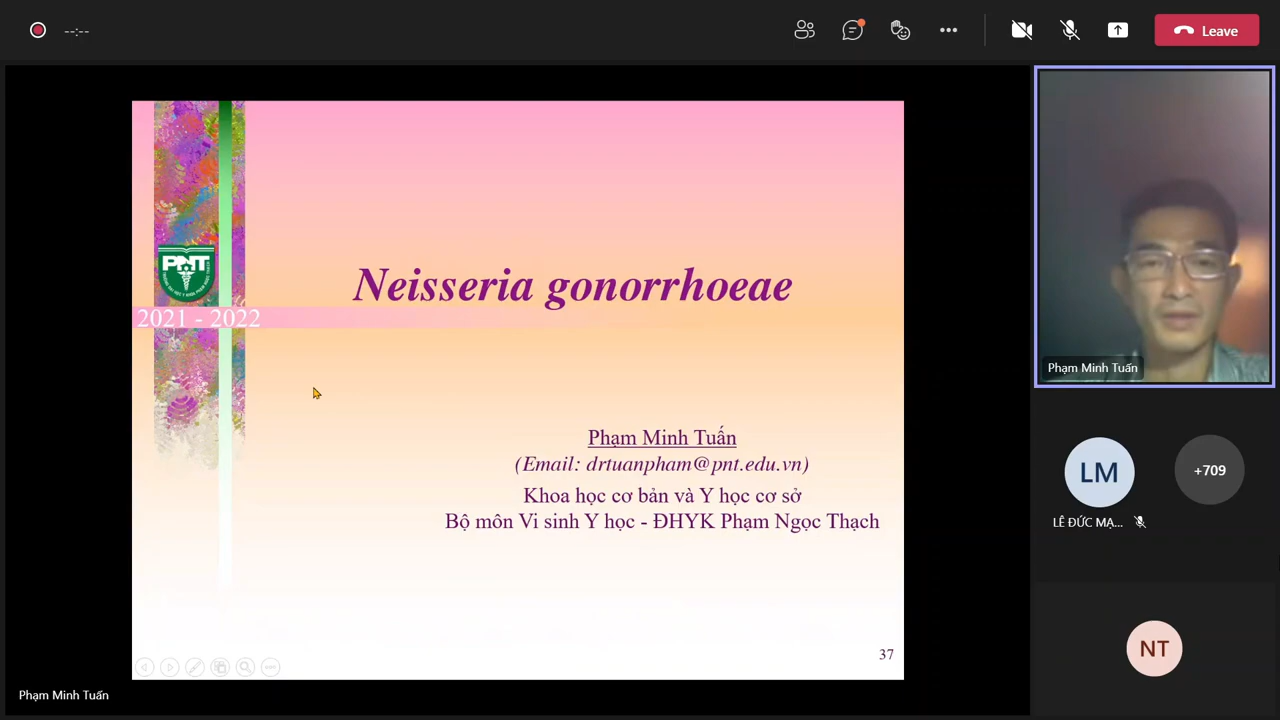 --:--
Leave
Neisseria gonorrhoeae
PNT
2021 - 2022
Phạm Minh Tuấn
(Email: drtuanpham@pnt.edu.vn)
Khoa học cơ bản và Y học cơ sở
Bộ môn Vi sinh Y học - ĐHYK Phạm Ngọc Thạch
37
Phạm Minh Tuấn
Phạm Minh Tuấn
LM
+709
LÊ ĐỨC MẠ...
NT